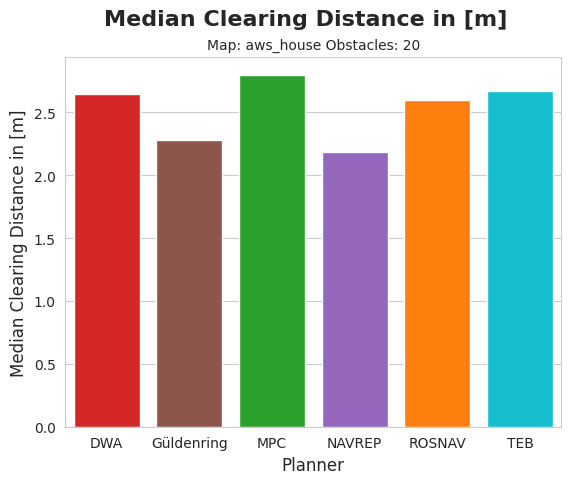 Median Clearing Distance in [m]
Map: aws_house Obstacles: 20
Median Clearing Distance in [m]
2.5
2.0
1.5
1.0
0.5
0.0
DWA Güldenring MPC NAVREP ROSNAV TEB
Planner